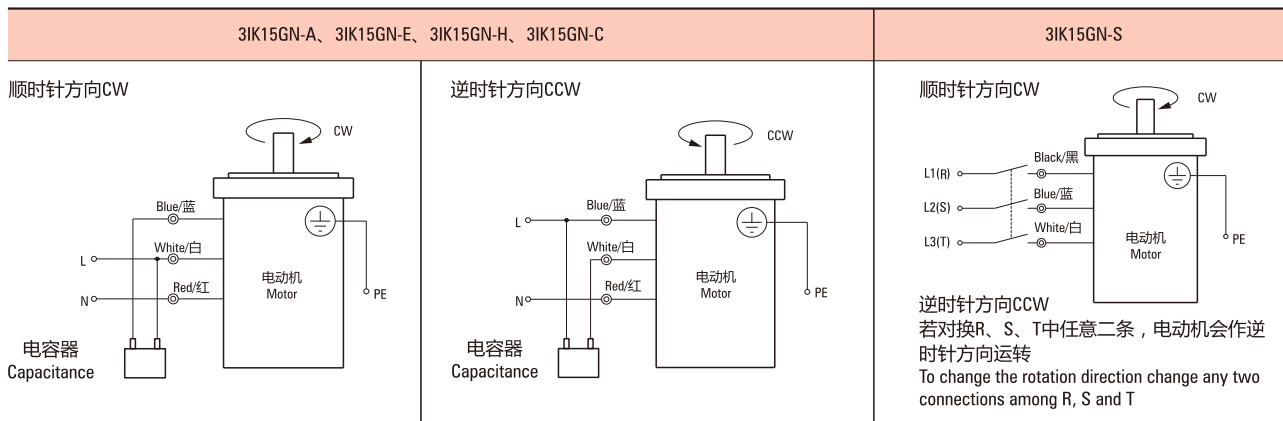 3IK15GN-A、3IK15GN-E、3IK15GN-H、3IK15GN-C
3IK15GN-S
顺时针方向CW
CW
Blue/蓝
White/白
L
Red/红
N
电动机
Motor
PE
电容器
Capacitance
逆时针方向CCW
CCW
Blue/蓝
L
White/白
Red/红
N
电动机
Motor
PE
电容器
Capacitance
顺时针方向CW
CW
Black/黑
L1(R)
Blue/蓝
L2(S)
White/白
L3(T)
电动机
Motor
PE
逆时针方向CCW
若对换R、S、T中任意二条，电动机会作逆
时针方向运转
To change the rotation direction change any two
connections among R, S and T